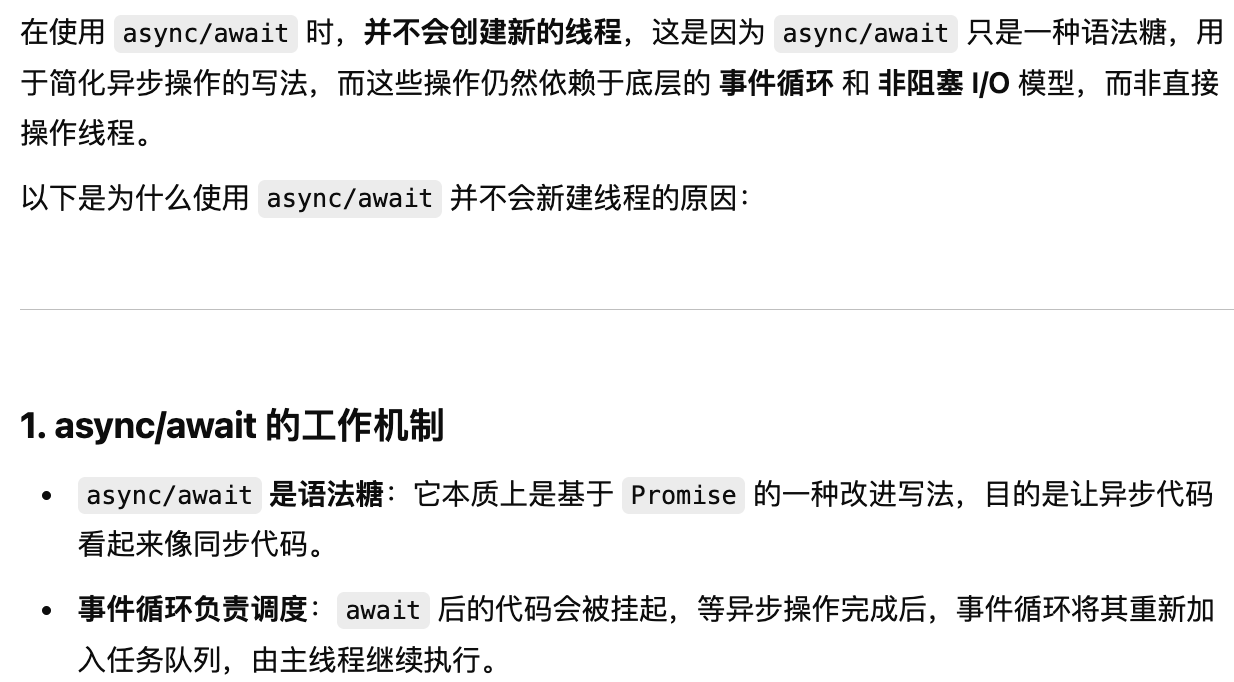 在使用 async/await 时，并不会创建新的线程，这是因为 async/await 只是一种语法糖，用
于简化异步操作的写法，而这些操作仍然依赖于底层的 事件循环 和 非阻塞 I/O 模型，而非直接
操作线程。
以下是为什么使用 async/await 并不会新建线程的原因：
1. async/await 的工作机制
• async/await 是语法糖：它本质上是基于 Promise 的一种改进写法，目的是让异步代码
看起来像同步代码。
• 事件循环负责调度：await 后的代码会被挂起，等异步操作完成后，事件循环将其重新加
入任务队列，由主线程继续执行。